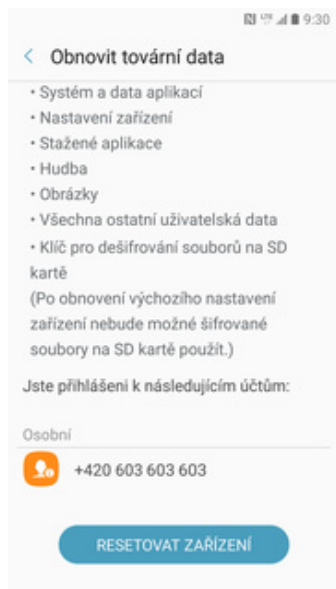 LTE 9:30
Obnovit tovární data
• Systém a data aplikací
• Nastavení zařízení
• Stažené aplikace
• Hudba
• Obrázky
• Všechna ostatní uživatelská data
• Klíč pro dešifrování souborů na SD
kartě
(Po obnovení výchozího nastavení
zařízení nebude možné šifrované
soubory na SD kartě použít.)
Jste přihlášeni k následujícím účtům:
Osobní
+420 603 603 603
RESETOVAT ZAŘÍZENÍ